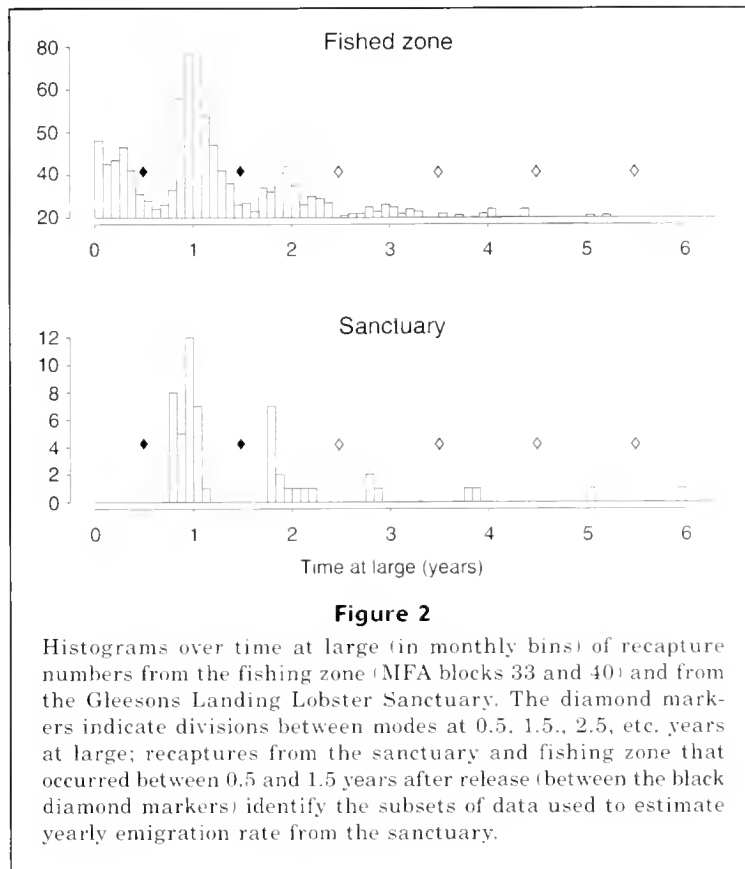 Fished zone
80
60
50
40
20
0 1 2 3 4 5 6
Sanctuary
12
10
8
6
4
2
0
0 1 2 3 4 5 6
Time at large (years)
Figure 2
Histograms over time at large (in monthly bins) of recapture
numbers from the fishing zone (MFA blocks 33 and 40) and from
the Gleesons Landing Lobster Sanctuary. The diamond mark-
ers indicate divisions between modes at 0.5, 1.5., 2.5, etc. years
at large; recaptures from the sanctuary and fishing zone that
occurred between 0.5 and 1.5 years after release (between the black
diamond markers) identify the subsets of data used to estimate
yearly emigration rate from the sanctuary.